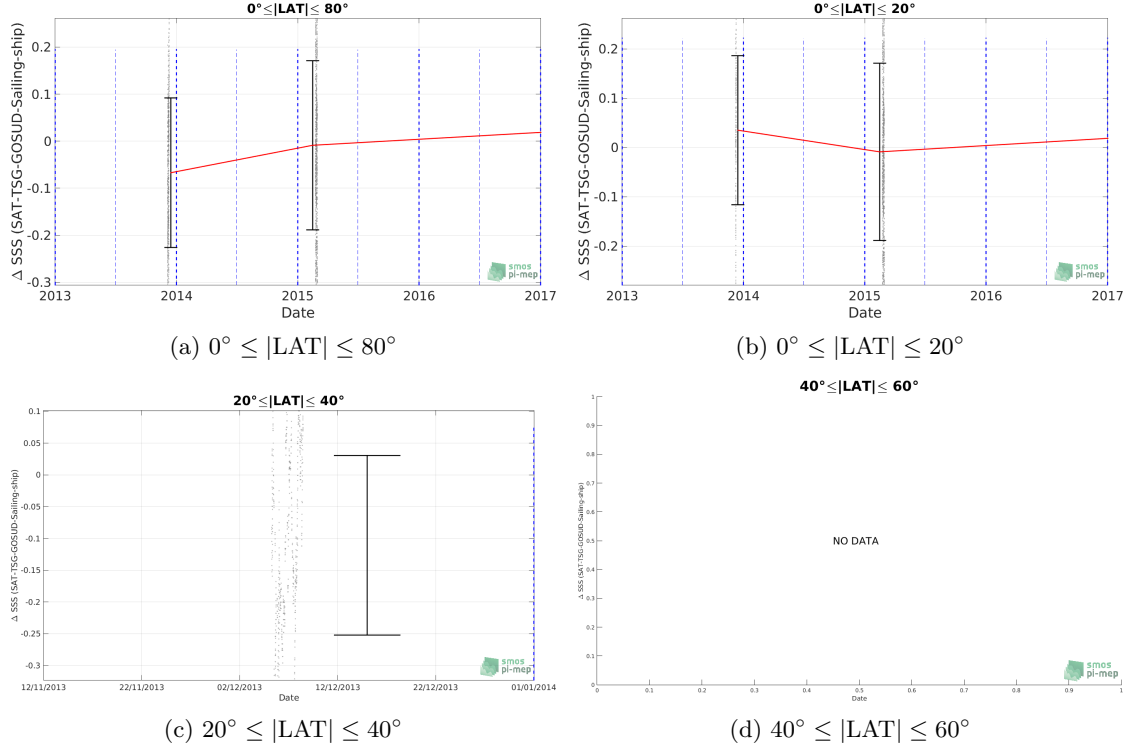 0°≤|LAT|≤ 80°
Δ SSS (SAT-TSG-GOSUD-Sailing-ship)
0.2
0.1
0
-0.1
-0.2
-0.3
2013 2014 2015 2016 2017
Date
smos
pi-mep
(a) 0° ≤ |LAT| ≤ 80°
0°≤|LAT|≤ 20°
Δ SSS (SAT-TSG-GOSUD-Sailing-ship)
0.2
0.1
0
-0.1
-0.2
2013 2014 2015 2016 2017
Date
smos
pi-mep
(b) 0° ≤ |LAT| ≤ 20°
20°≤|LAT|≤ 40°
Δ SSS (SAT-TSG-GOSUD-Sailing-ship)
0.1
0.05
0
-0.05
-0.1
-0.15
-0.2
-0.25
-0.3
12/11/2013 22/11/2013 02/12/2013 12/12/2013 22/12/2013 01/01/2014
Date
smos
pi-mep
(c) 20° ≤ |LAT| ≤ 40°
40°≤|LAT|≤ 60°
Δ SSS (SAT-TSG-GOSUD-Sailing-ship)
1
0.9
0.8
0.7
0.6
0.5
0.4
0.3
0.2
0.1
0
NO DATA
0 0.1 0.2 0.3 0.4 0.5 0.6 0.7 0.8 0.9 1
Date
smos
pi-mep
(d) 40° ≤ |LAT| ≤ 60°